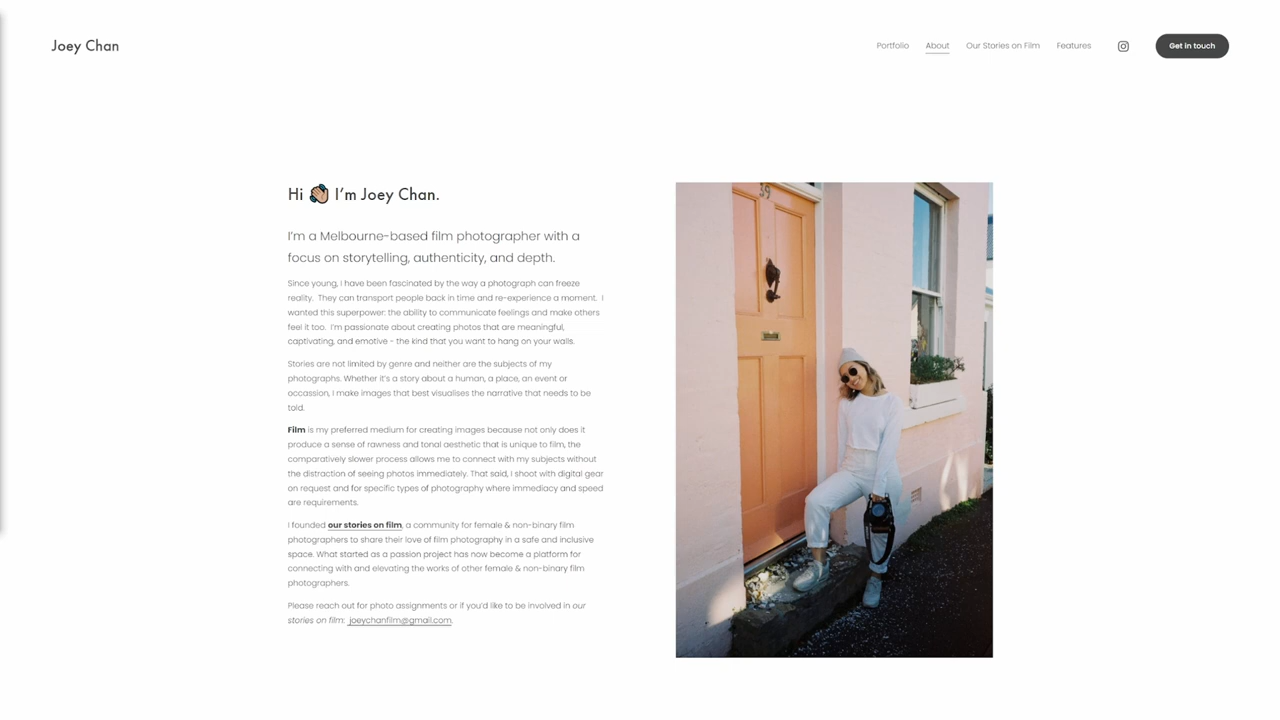 Joey Chan
Portfolio
About
Our Stories on Film
Features
Get in touch
Hi 👋🏼 I'm Joey Chan.
I'm a Melbourne-based film photographer with a
focus on storytelling, authenticity, and depth.
Since young, I have been fascinated by the way a photograph can freeze
reality.  They can transport people back in time and re-experience a moment.  I
wanted this superpower: the ability to communicate feelings and make others
feel it too.  I'm passionate about creating photos that are meaningful,
captivating, and emotive - the kind that you want to hang on your walls.
Stories are not limited by genre and neither are the subjects of my
photographs. Whether it's a story about a human, a place, an event or
occassion, I make images that best visualises the narrative that needs to be
told.
Film is my preferred medium for creating images because not only does it
produce a sense of rawness and tonal aesthetic that is unique to film, the
comparatively slower process allows me to connect with my subjects without
the distraction of seeing photos immediately. That said, I shoot with digital gear
on request and for specific types of photography where immediacy and speed
are requirements.
I founded our stories on film, a community for female & non-binary film
photographers to share their love of film photography in a safe and inclusive
space. What started as a passion project has now become a platform for
connecting with and elevating the works of other female & non-binary film
photographers.
Please reach out for photo assignments or if you'd like to be involved in our
stories on film:  joeychanfilm@gmail.com.
39